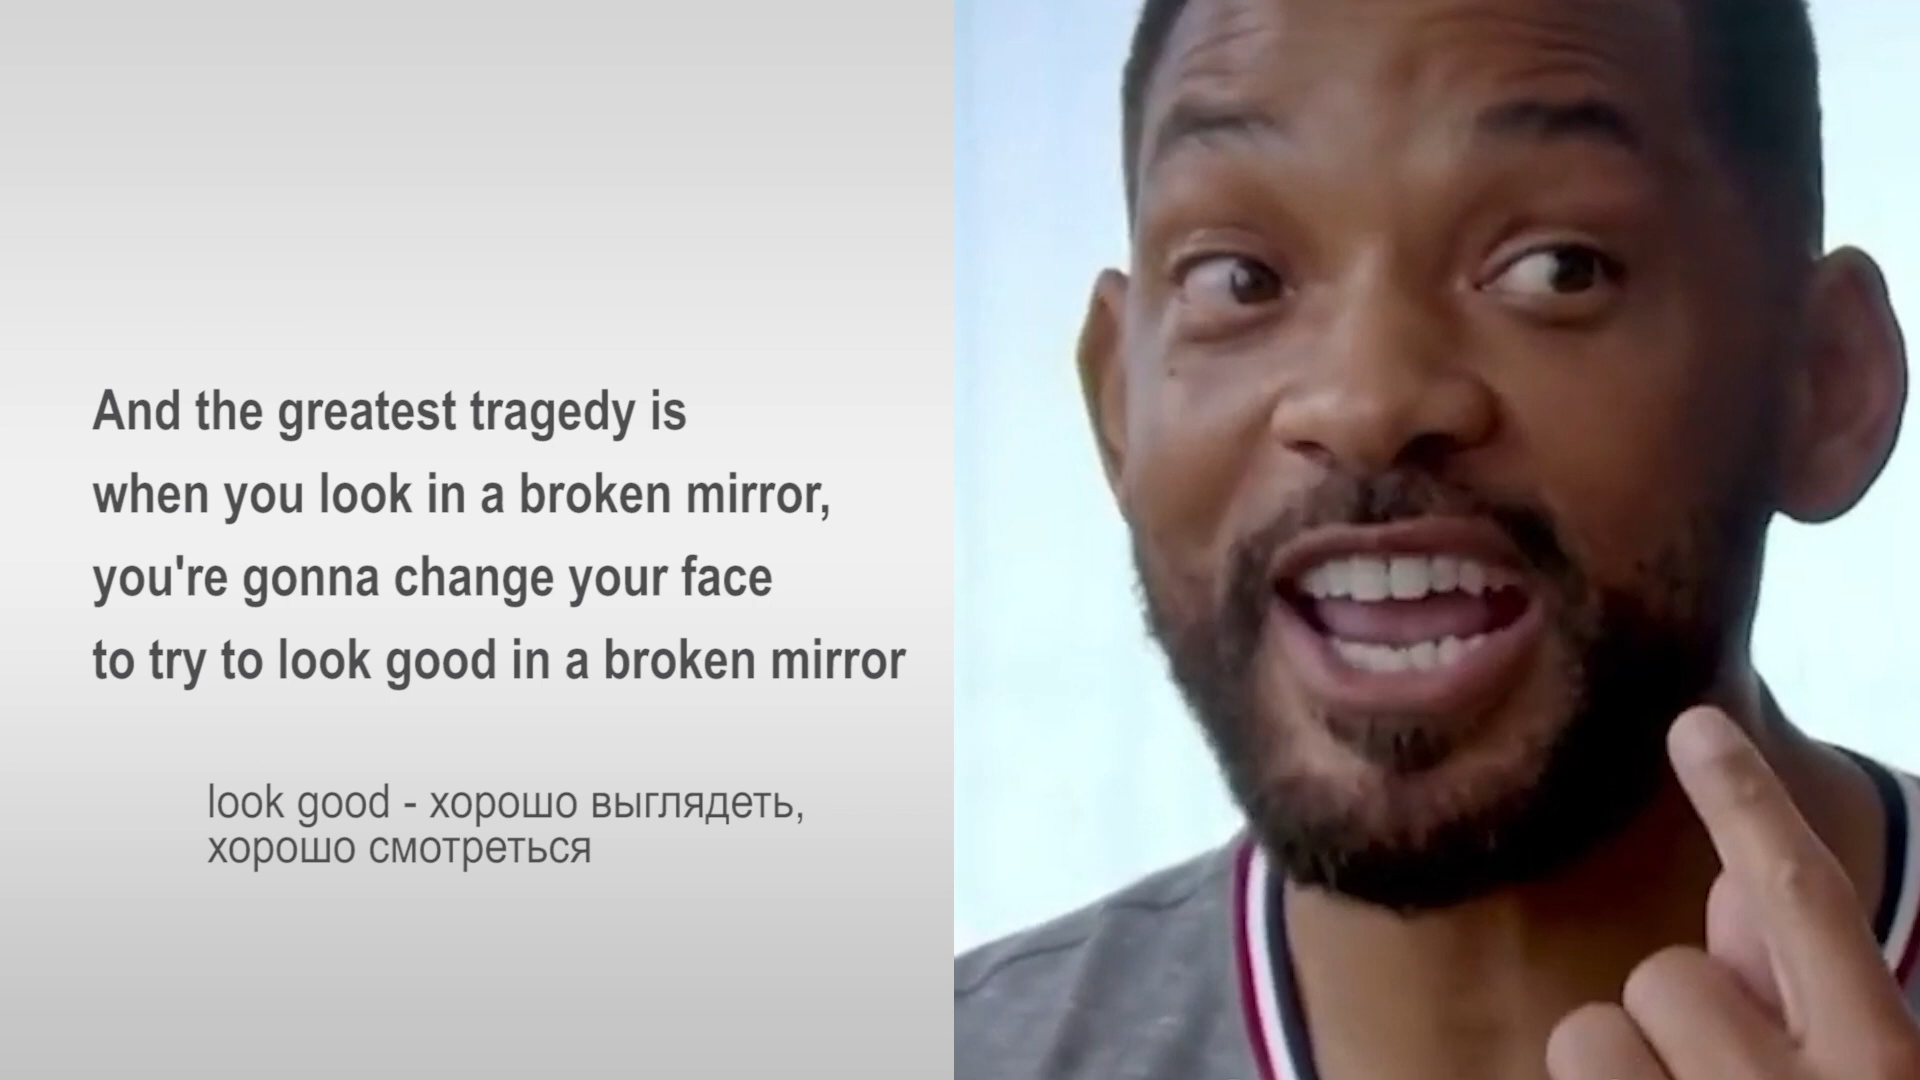 And the greatest tragedy is
when you look in a broken mirror,
you're gonna change your face
to try to look good in a broken mirror
look good - хорошо выглядеть,
хорошо смотреться